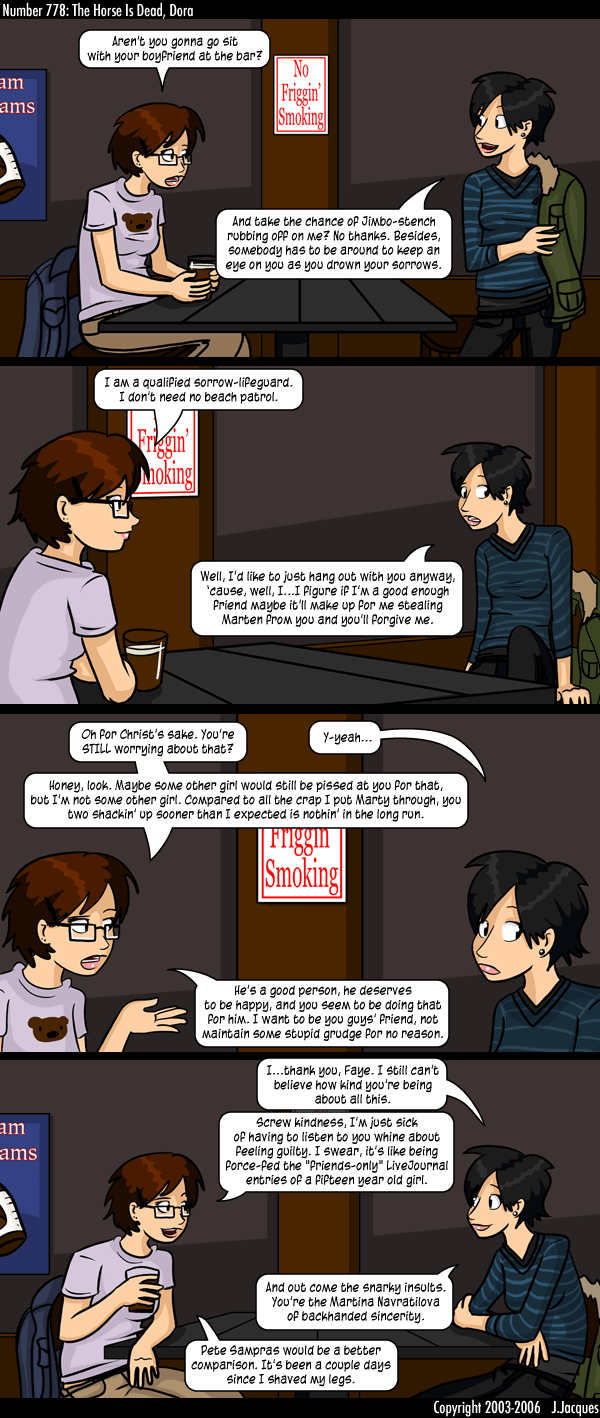 Number 778: The Horse Is Dead, Dora
Aren't you gonna go sit
with your boyfriend at the bar?
am
ams
No
Friggin'
Smoking
And take the chance of Jimbo-stench
rubbing off on me? No thanks. Besides,
somebody has to be around to keep an
eye on you as you drown your sorrows.
I am a qualified sorrow-lifeguard.
I don't need no beach patrol.
Friggin'
moking
Well, I'd like to just hang out with you anyway,
'cause, well, I...I figure if I'm a good enough
friend maybe it'll make up for me stealing
Marten from you and you'll forgive me.
Oh for Christ's sake. You're
STILL worrying about that?
Y-yeah...
Honey, look. Maybe some other girl would still be pissed at you for that,
but I'm not some other girl. Compared to all the crap I put Marty through, you
two shackin' up sooner than I expected is nothin' in the long run.
Friggin
Smoking
He's a good person, he deserves
to be happy, and you seem to be doing that
for him. I want to be you guys' friend, not
maintain some stupid grudge for no reason.
I...thank you, Faye. I still can't
believe how kind you're being
about all this.
am
ams
Screw kindness, I'm just sick
of having to listen to you whine about
feeling guilty. I swear, it's like being
force-fed the "friends-only" LiveJournal
entries of a fifteen year old girl.
And out come the snarky insults.
You're the Martina Navratilova
of backhanded sincerity.
Pete Sampras would be a better
comparison. It's been a couple days
since I shaved my legs.
Copyright 2003-2006 J.Jacques